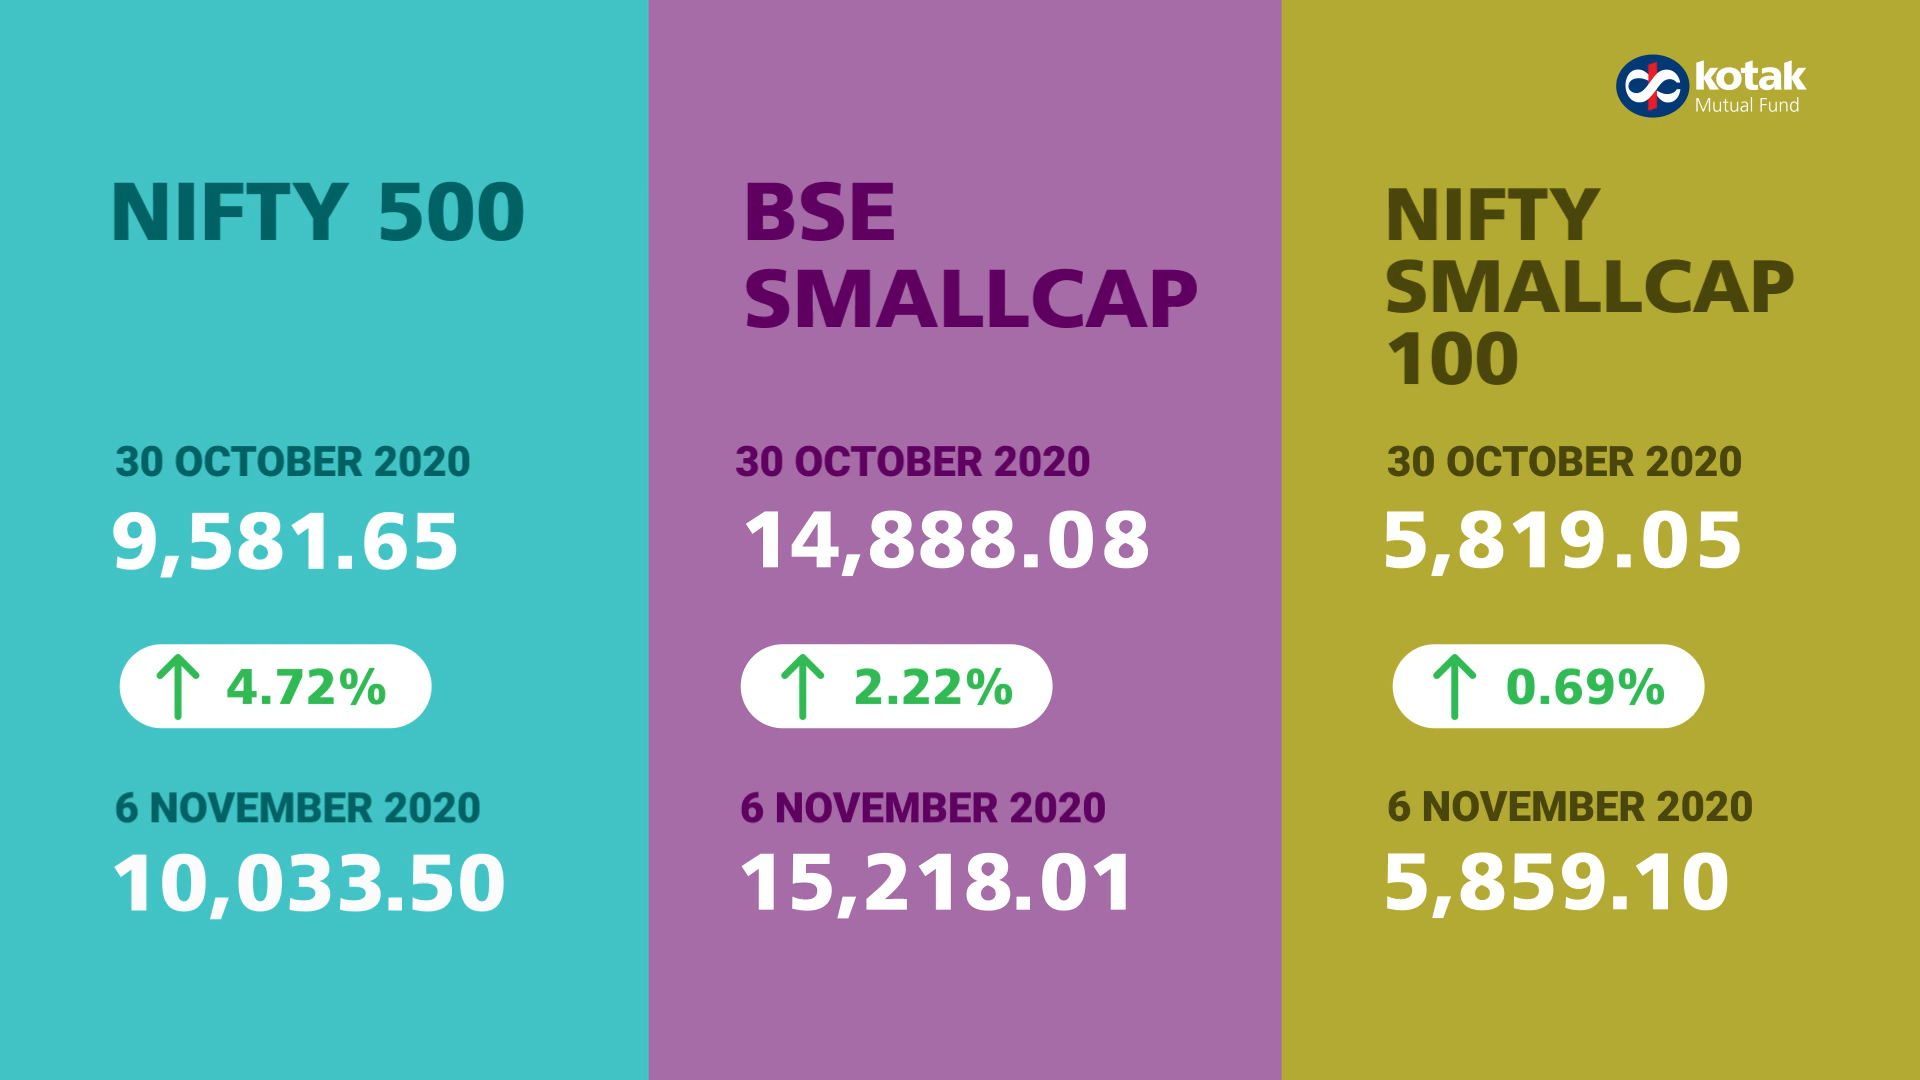 kotak
Mutual Fund
NIFTY 500
30 OCTOBER 2020
9,581.65
4.72%
6 NOVEMBER 2020
10,033.50
BSE
SMALLCAP
30 OCTOBER 2020
14,888.08
2.22%
6 NOVEMBER 2020
15,218.01
NIFTY
SMALLCAP
100
30 OCTOBER 2020
5,819.05
0.69%
6 NOVEMBER 2020
5,859.10